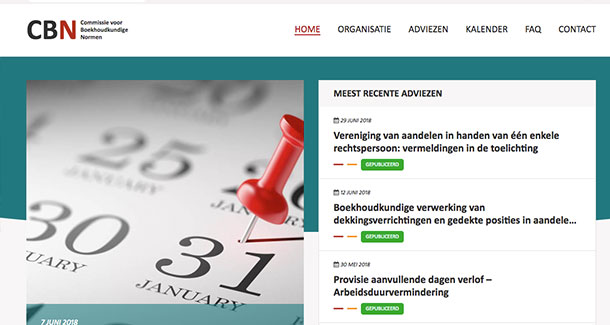 CBN
Commissie voor
Boekhoudkundige
Normen
HOME ORGANISATIE ADVIEZEN KALENDER FAQ CONTACT
MEEST RECENTE ADVIEZEN
29 JUNI 2018
Vereniging van aandelen in handen van één enkele
rechtspersoon: vermeldingen in de toelichting
GEPUBLICEERD
12 JUNI 2018
Boekhoudkundige verwerking van
dekkingsverrichtingen en gedekte posities in aandele...
GEPUBLICEERD
30 MEI 2018
Provisie aanvullende dagen verlof –
Arbeidsduurvermindering
GEPUBLICEERD
23
24
25
JANUARY
JANUARY
30
31
JANUARY
JANUARY
7 JUNI 2018